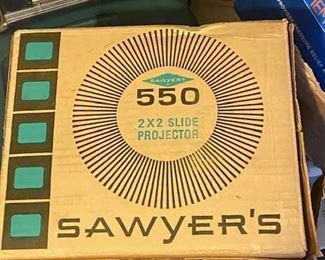 SAWYER'S
550
2X2 SLIDE
PROJECTOR
SAWYER'S